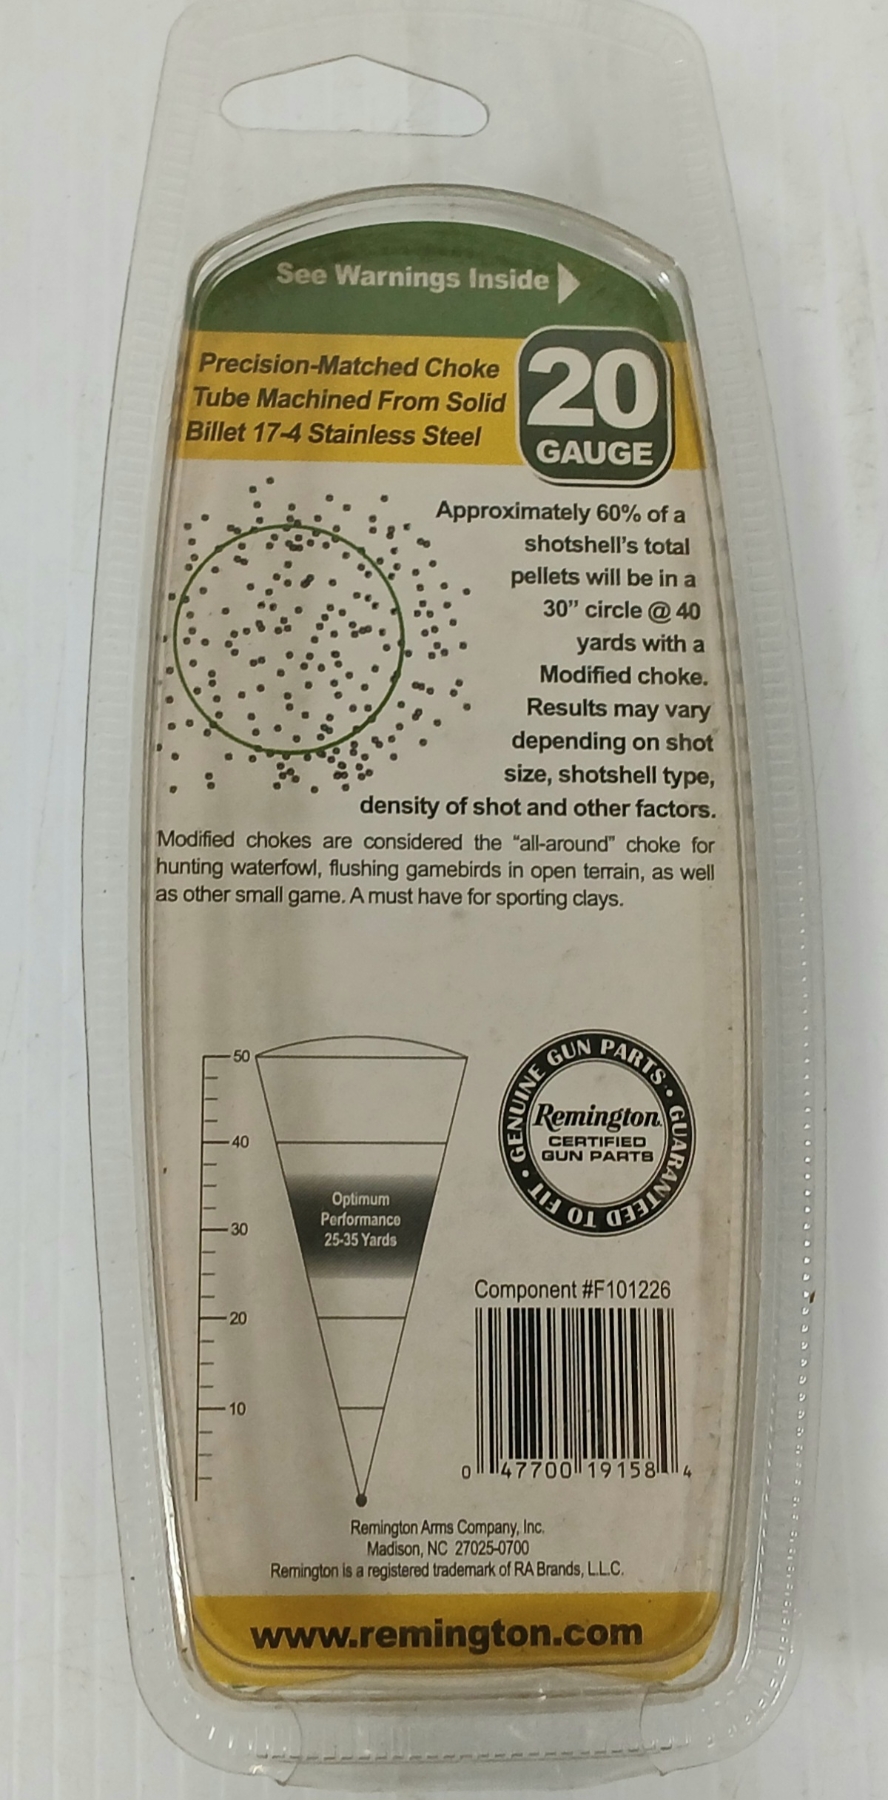 See Warnings Inside
Precision-Matched Choke
Tube Machined From Solid
Billet 17-4 Stainless Steel
20
GAUGE
Approximately 60% of a
shotshell's total
pellets will be in a
30" circle @ 40
yards with a
Modified choke.
Results may vary
depending on shot
size, shotshell type,
density of shot and other factors.
Modified chokes are considered the "all-around" choke for
hunting waterfowl, flushing gamebirds in open terrain, as well
as other small game. A must have for sporting clays.
50
40
30
20
10
Optimum
Performance
25-35 Yards
GENUINE GUN PARTS • GUARANTEED TO FIT •
Remington
CERTIFIED
GUN PARTS
Component #F101226
0 47700 19158 4
Remington Arms Company, Inc.
Madison, NC 27025-0700
Remington is a registered trademark of RA Brands, L.L.C.
www.remington.com